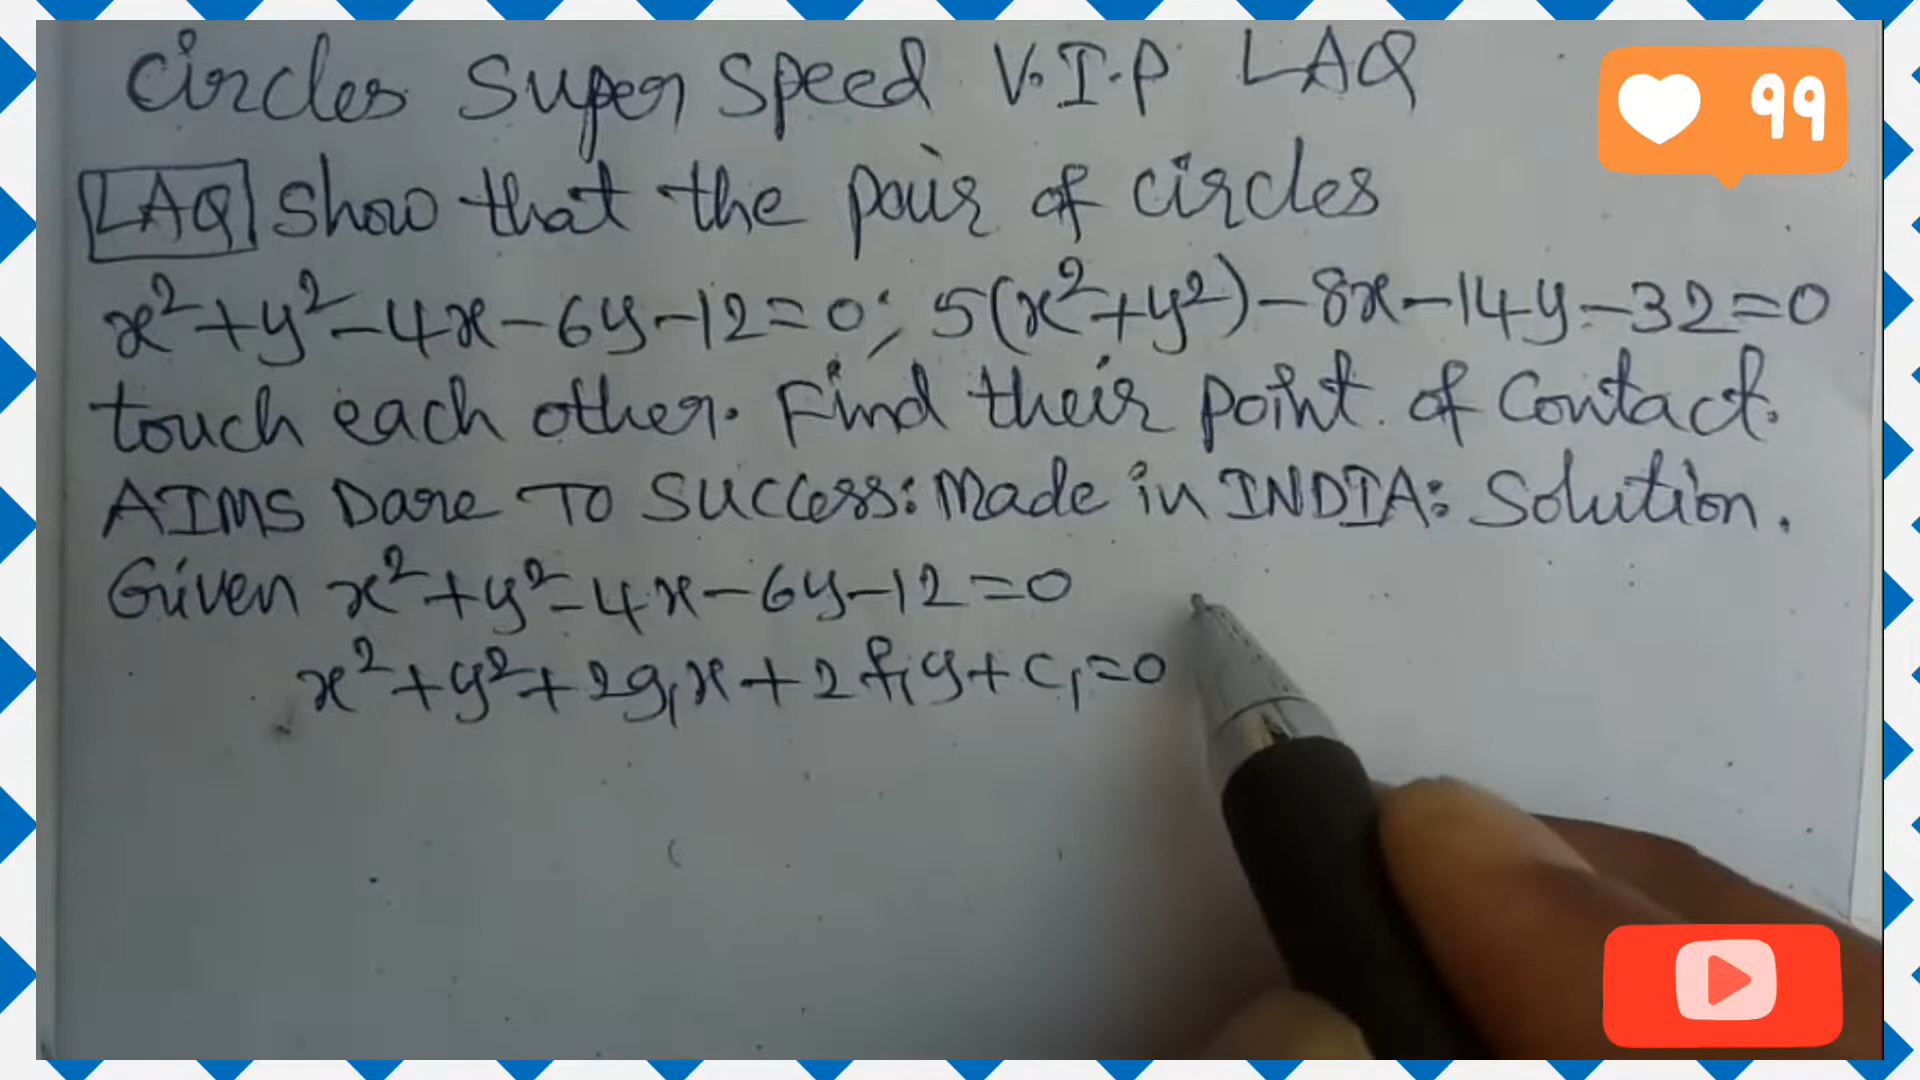 Circles Super Speed V.I.P LAQ
99
LAQ Show that the pair of circles
x²+y²-4x-6y-12=0; 5(x²+y²)-8x-14y-32=0
touch each other. Find their point of Contact.
AIMS Dare To Success: Made in INDIA: Solution.
Given x²+y²-4x-6y-12=0
x²+y²+2g₁x+2f₁y+c₁=0